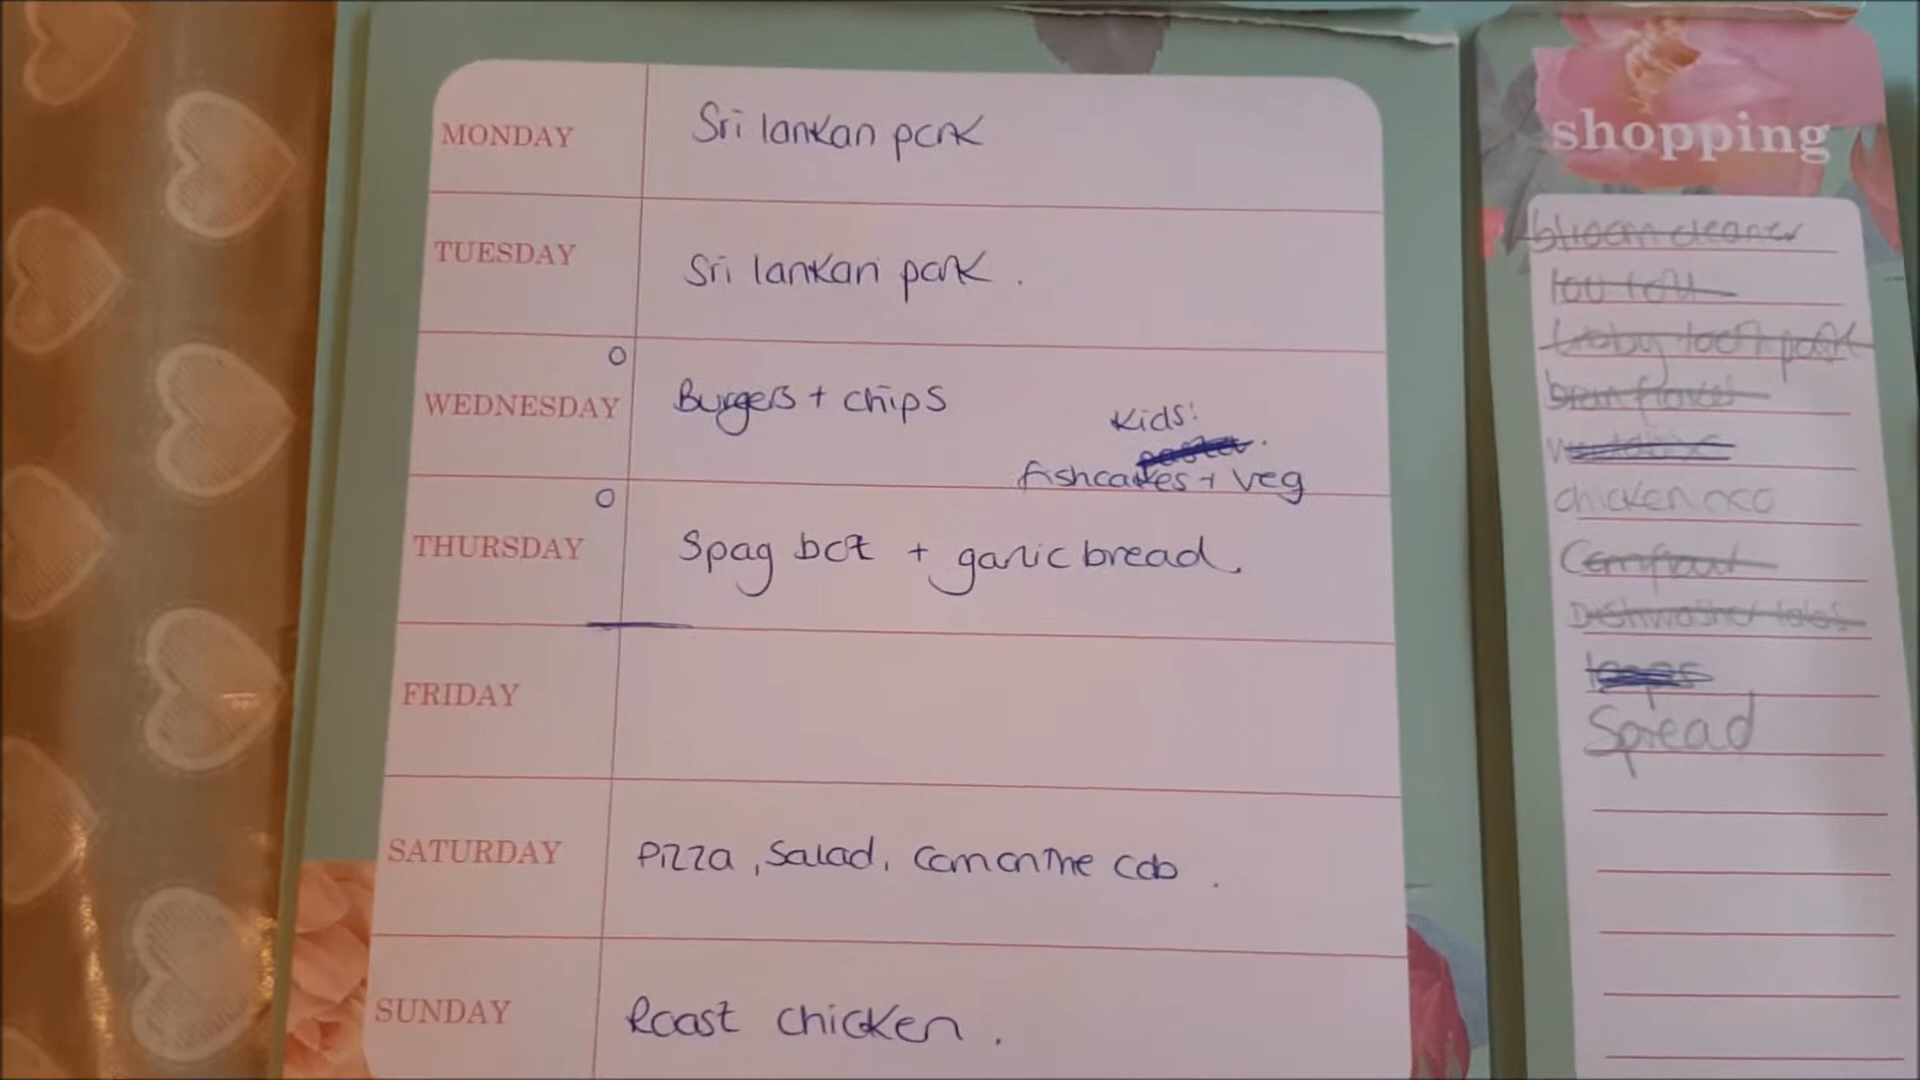 MONDAY
Sri lankan pork
TUESDAY
Sri lankan pork.
WEDNESDAY
Burgers + chips
Kids:
fishcakes + veg
THURSDAY
Spag bol + garlic bread.
FRIDAY
SATURDAY
Pizza, Salad, Corn on the Cob.
SUNDAY
Roast chicken.
shopping
loo roll
bran flakes
chicken
Cornflour
Dishwasher tabs
Spread